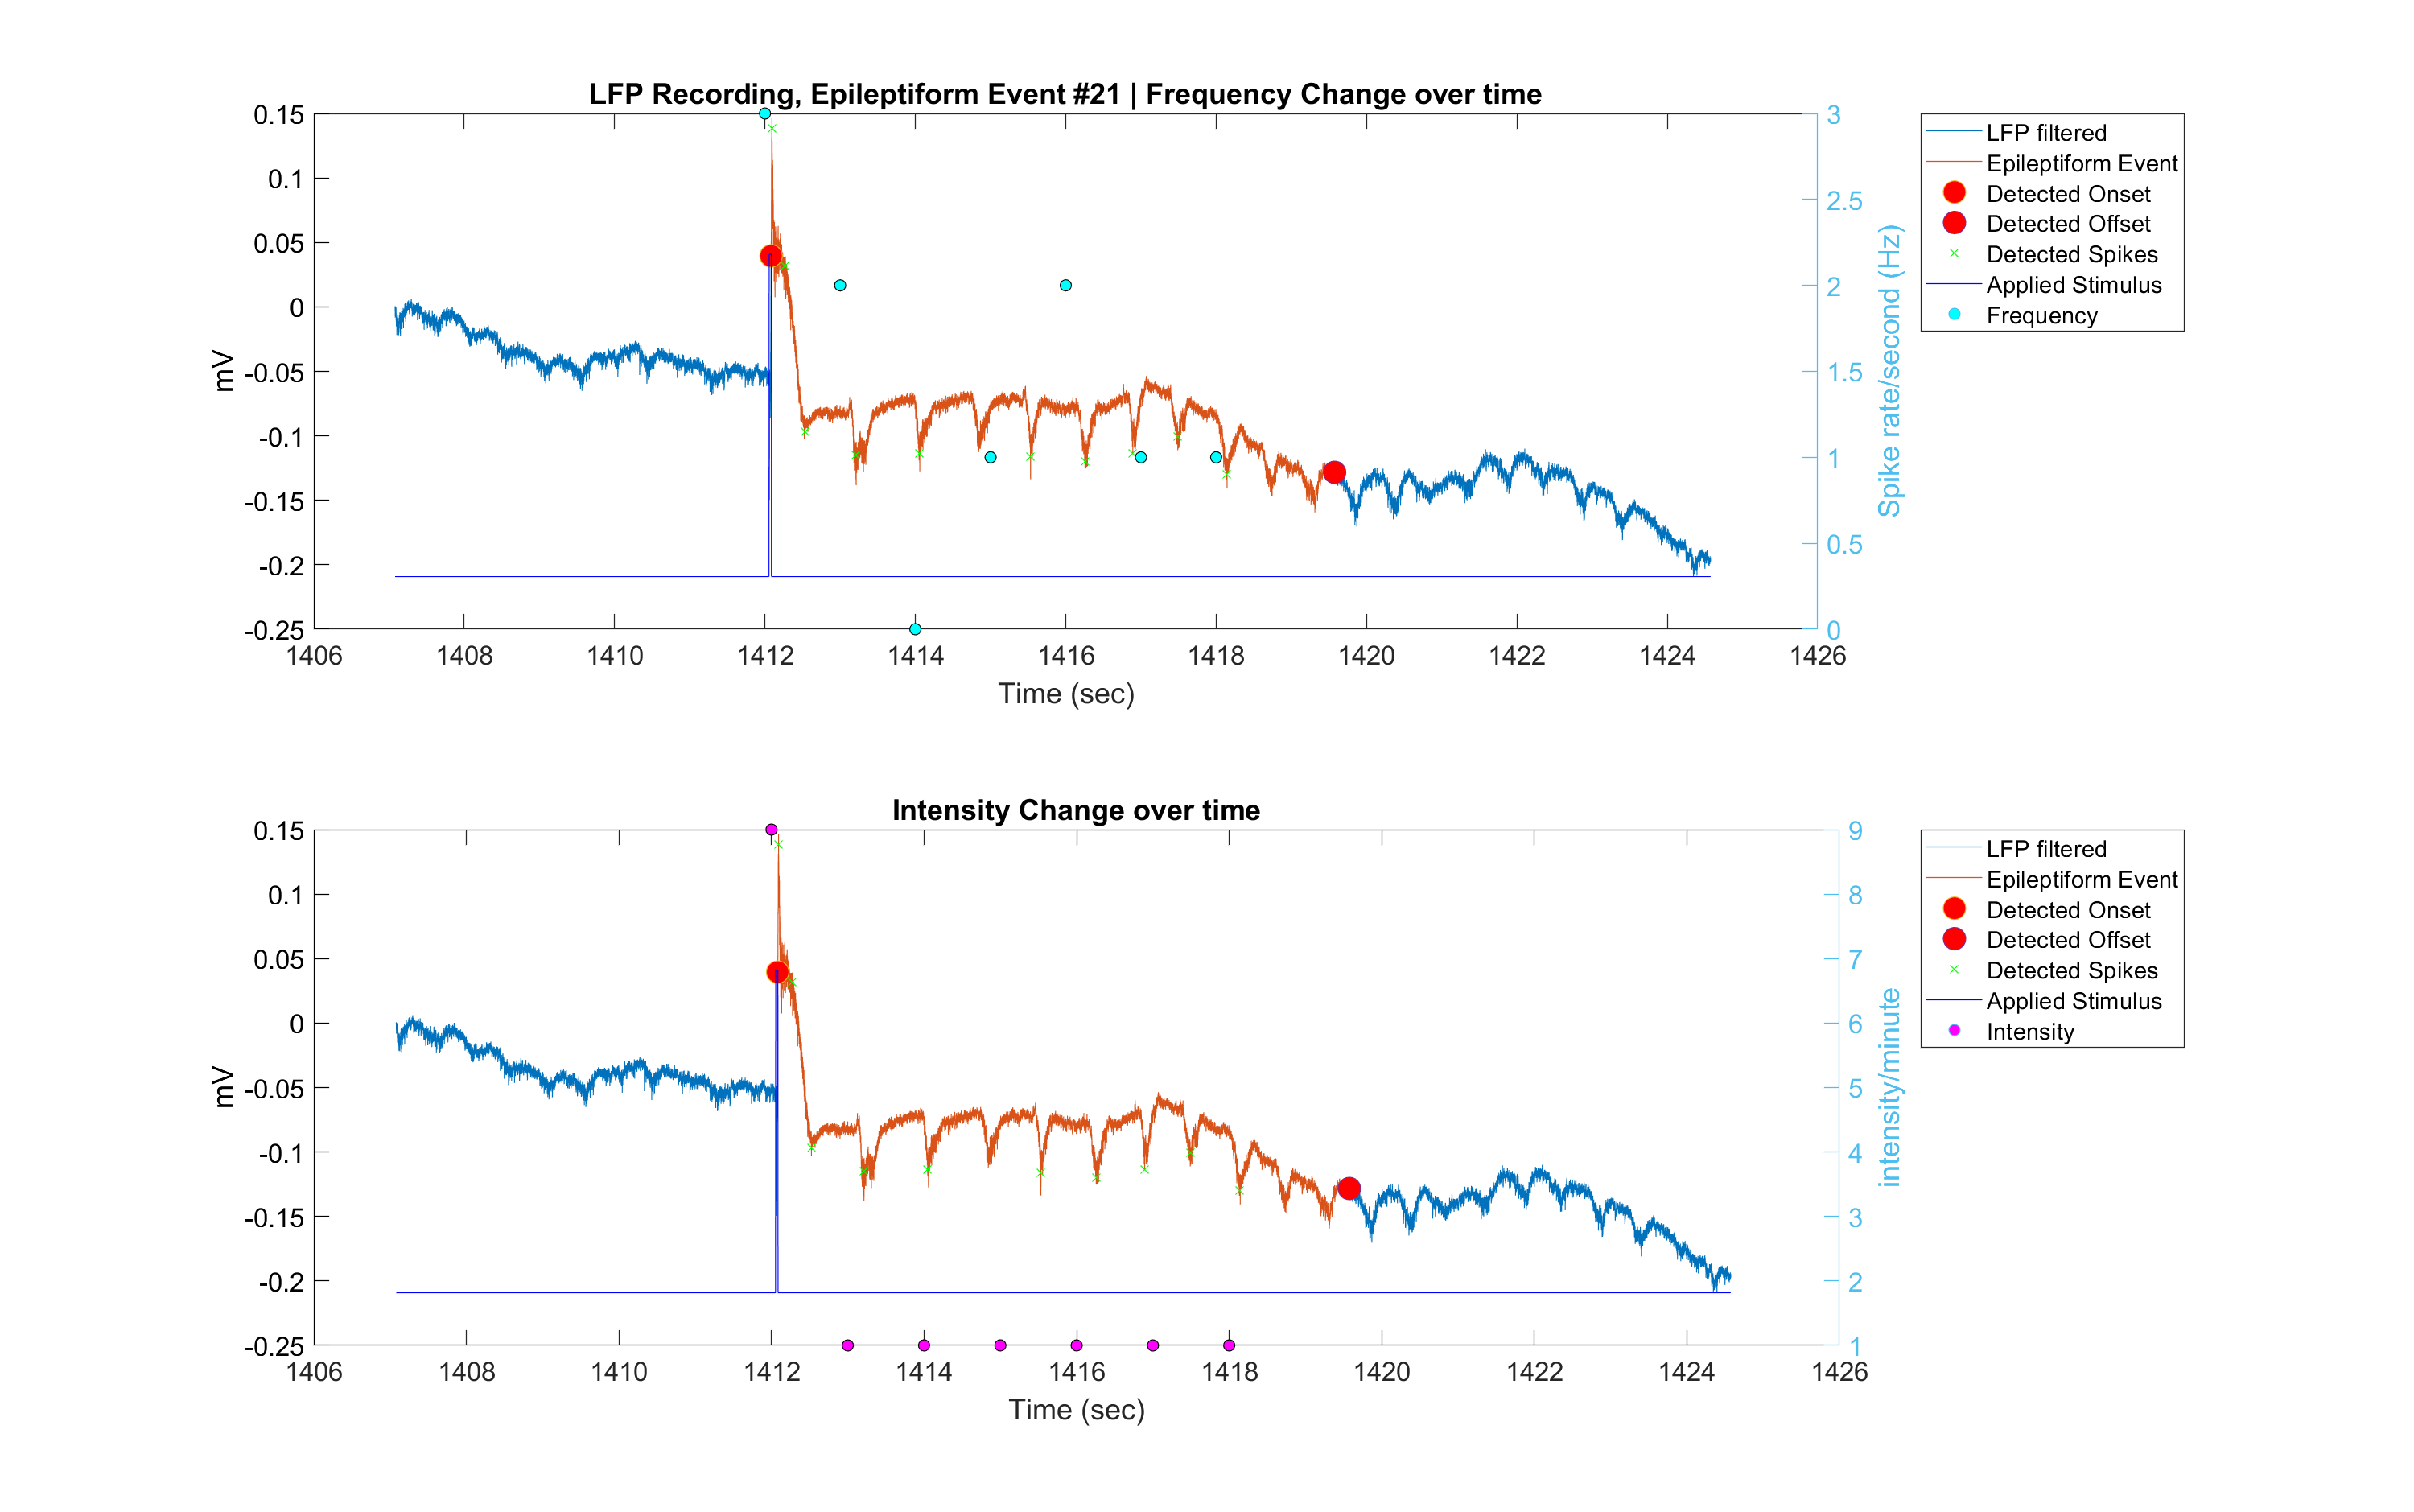 LFP Recording, Epileptiform Event #21 | Frequency Change over time
0.15
0.1
0.05
0
-0.05
-0.1
-0.15
-0.2
-0.25
mV
1406 1408 1410 1412 1414 1416 1418 1420 1422 1424 1426
Time (sec)
3
2.5
2
1.5
1
0.5
0
Spike rate/second (Hz)
LFP filtered
Epileptiform Event
Detected Onset
Detected Offset
Detected Spikes
Applied Stimulus
Frequency
Intensity Change over time
0.15
0.1
0.05
0
-0.05
-0.1
-0.15
-0.2
-0.25
mV
1406 1408 1410 1412 1414 1416 1418 1420 1422 1424 1426
Time (sec)
9
8
7
6
5
4
3
2
1
intensity/minute
LFP filtered
Epileptiform Event
Detected Onset
Detected Offset
Detected Spikes
Applied Stimulus
Intensity